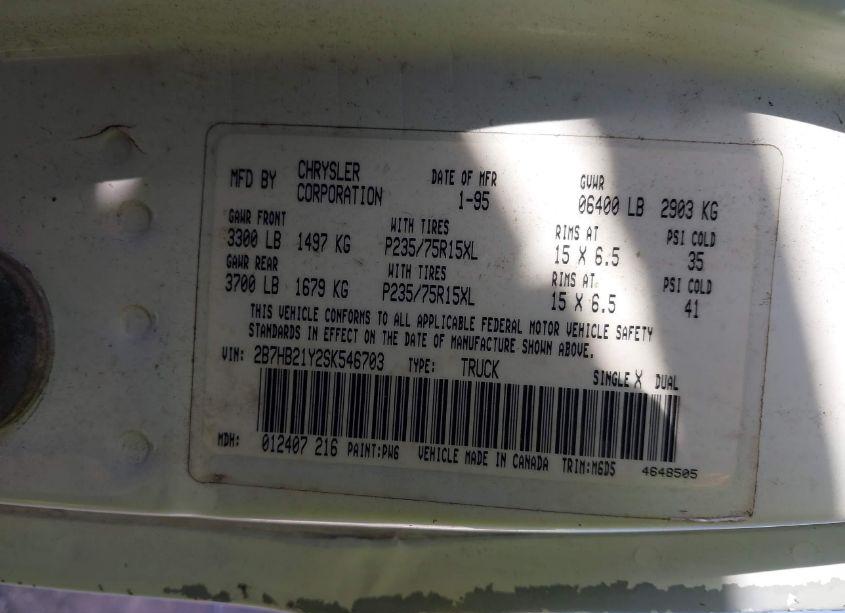 MFD BY CHRYSLER CORPORATION DATE OF MFR 1-95 GVWR 06400 LB 2903 KG
GAWR FRONT WITH TIRES RIMS AT PSI COLD
3300 LB 1497 KG P235/75R15XL 15 X 6.5 35
GAWR REAR WITH TIRES RIMS AT PSI COLD
3700 LB 1679 KG P235/75R15XL 15 X 6.5 41
THIS VEHICLE CONFORMS TO ALL APPLICABLE FEDERAL MOTOR VEHICLE SAFETY
STANDARDS IN EFFECT ON THE DATE OF MANUFACTURE SHOWN ABOVE.
VIN: 2B7HB21Y2SK546703 TYPE: TRUCK SINGLE X DUAL
MDH: 012407 216 PAINT:PW6 VEHICLE MADE IN CANADA TRIM:M6D5 4648505